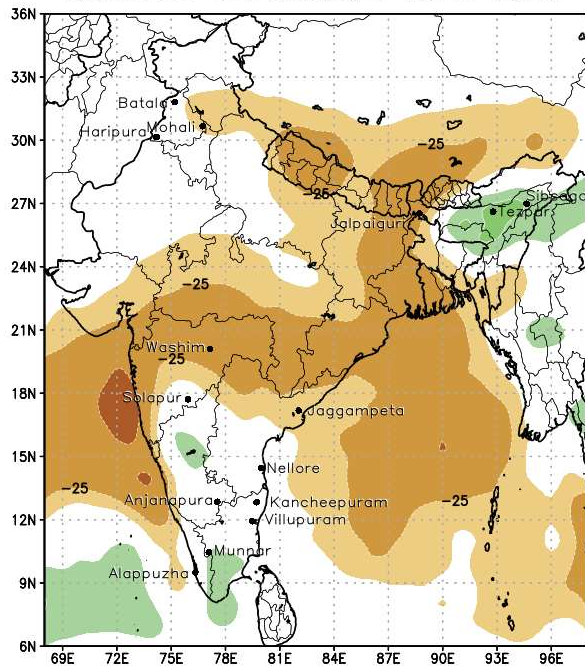 36N
33N
Batala
30N
Haripura Mohali
-25
-25
27N
Sibsaga
Tezpur
Jalpaiguri
24N
-25
21N
Washim
-25
18N
Solapur
Jaggampeta
15N
Nellore
-25
Anjanapura
Kancheepuram
-25
12N
Villupuram
Munnar
9N
Alappuzha
6N
69E 72E 75E 78E 81E 84E 87E 90E 93E 96E